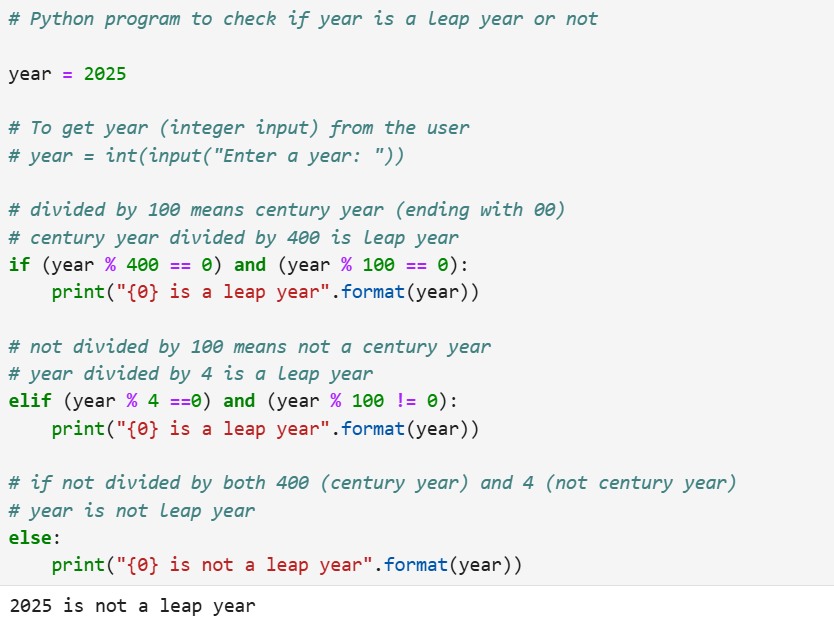 # Python program to check if year is a leap year or not
year = 2025
# To get year (integer input) from the user
# year = int(input("Enter a year: "))
# divided by 100 means century year (ending with 00)
# century year divided by 400 is leap year
if (year % 400 == 0) and (year % 100 == 0):
    print("{0} is a leap year".format(year))
# not divided by 100 means not a century year
# year divided by 4 is a leap year
elif (year % 4 ==0) and (year % 100 != 0):
    print("{0} is a leap year".format(year))
# if not divided by both 400 (century year) and 4 (not century year)
# year is not leap year
else:
    print("{0} is not a leap year".format(year))
2025 is not a leap year